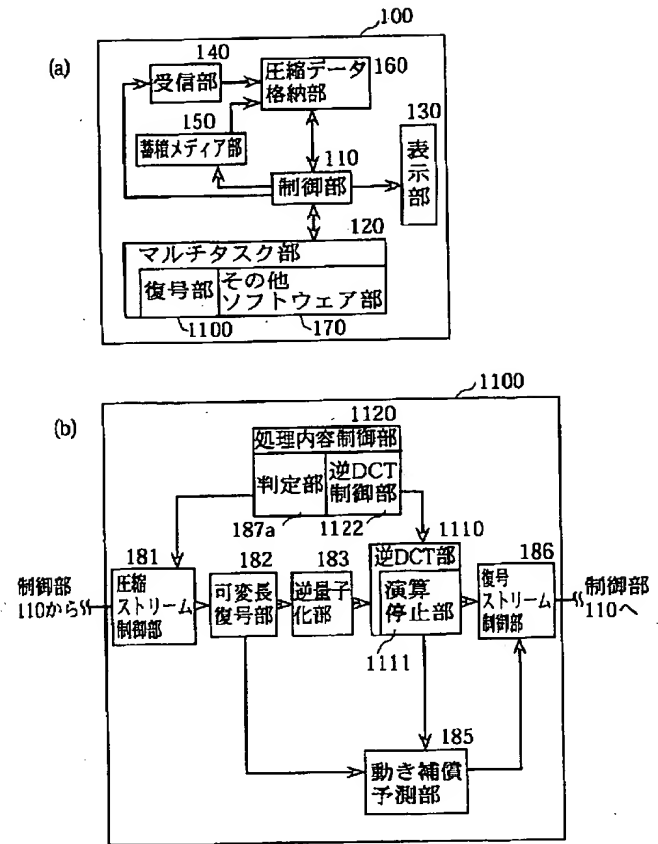 100
(a)
140
受信部
圧縮データ
格納部
160
150
蓄積メディア部
110
制御部
130
表示部
120
マルチタスク部
復号部
その他
ソフトウェア部
1100
170
1100
(b)
1120
処理内容制御部
判定部
逆DCT
制御部
187a
1122
1110
181
182
183
186
制御部
110から
圧縮
ストリーム
制御部
可変長
復号部
逆量子
化部
逆DCT部
演算
停止部
1111
復号
ストリーム
制御部
制御部
110へ
185
動き補償
予測部